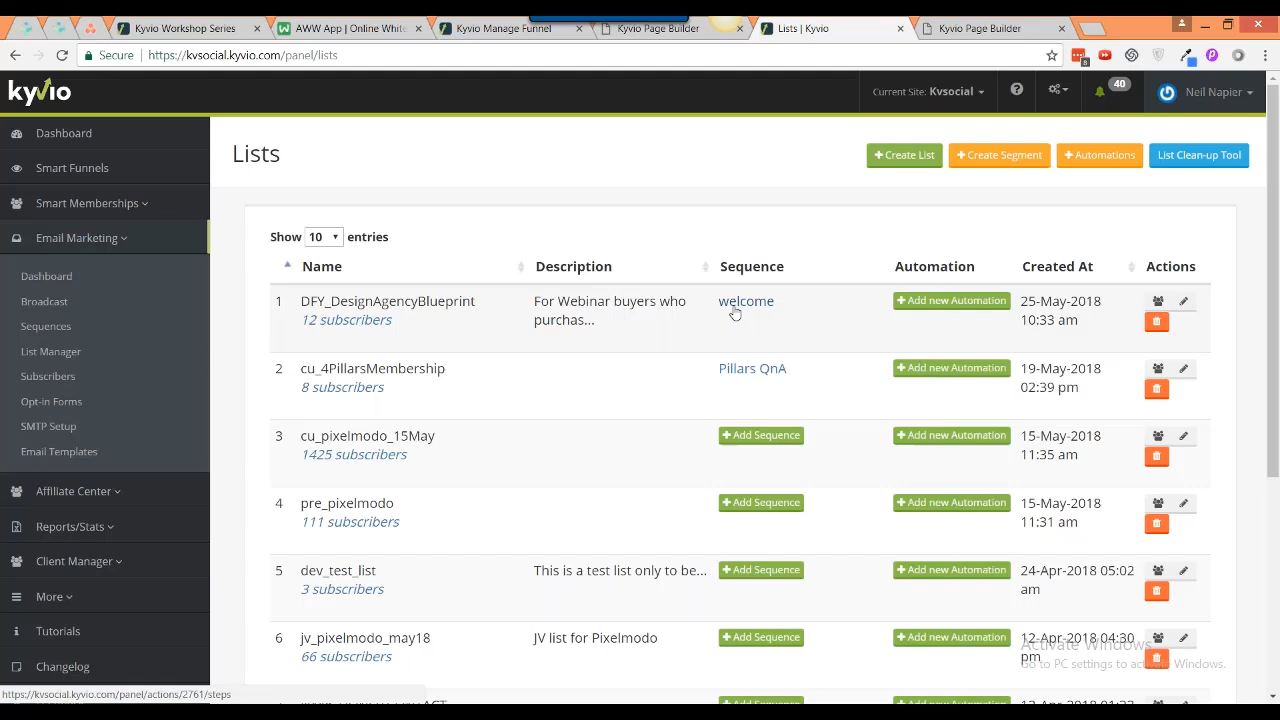 Kyvio Workshop Series
AWW App | Online Whit
Kyvio Manage Funnel
Kyvio Page Builder
Lists | Kyvio
Kyvio Page Builder
Secure
https://kvsocial.kyvio.com/panel/lists
8
kyvio
Current Site: Kvsocial
40
Neil Napier
Dashboard
Smart Funnels
Smart Memberships
Email Marketing
Dashboard
Broadcast
Sequences
List Manager
Subscribers
Opt-in Forms
SMTP Setup
Email Templates
Affiliate Center
Reports/Stats
Client Manager
More
Tutorials
Changelog
Lists
+ Create List
+ Create Segment
+ Automations
List Clean-up Tool
Show 10 entries
Name Description Sequence Automation Created At Actions
1 DFY_DesignAgencyBlueprint For Webinar buyers who welcome + Add new Automation 25-May-2018
12 subscribers purchas... 10:33 am
2 cu_4PillarsMembership Pillars QnA + Add new Automation 19-May-2018
8 subscribers 02:39 pm
3 cu_pixelmodo_15May + Add Sequence + Add new Automation 15-May-2018
1425 subscribers 11:35 am
4 pre_pixelmodo + Add Sequence + Add new Automation 15-May-2018
111 subscribers 11:31 am
5 dev_test_list This is a test list only to be... + Add Sequence + Add new Automation 24-Apr-2018 05:02
3 subscribers am
6 jv_pixelmodo_may18 JV list for Pixelmodo + Add Sequence + Add new Automation 12-Apr-2018 04:30
66 subscribers pm
Activate Windows
Go to PC settings to activate Windows.
+ Add Sequence + Add new Automation
https://kvsocial.kyvio.com/panel/actions/2761/steps